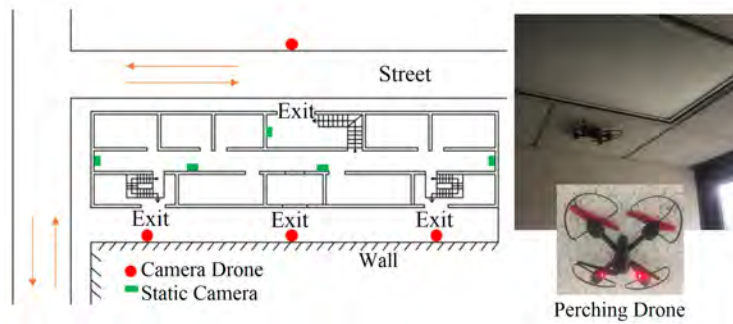 Street
Exit
Exit
Exit
Exit
Wall
Camera Drone
Static Camera
Perching Drone